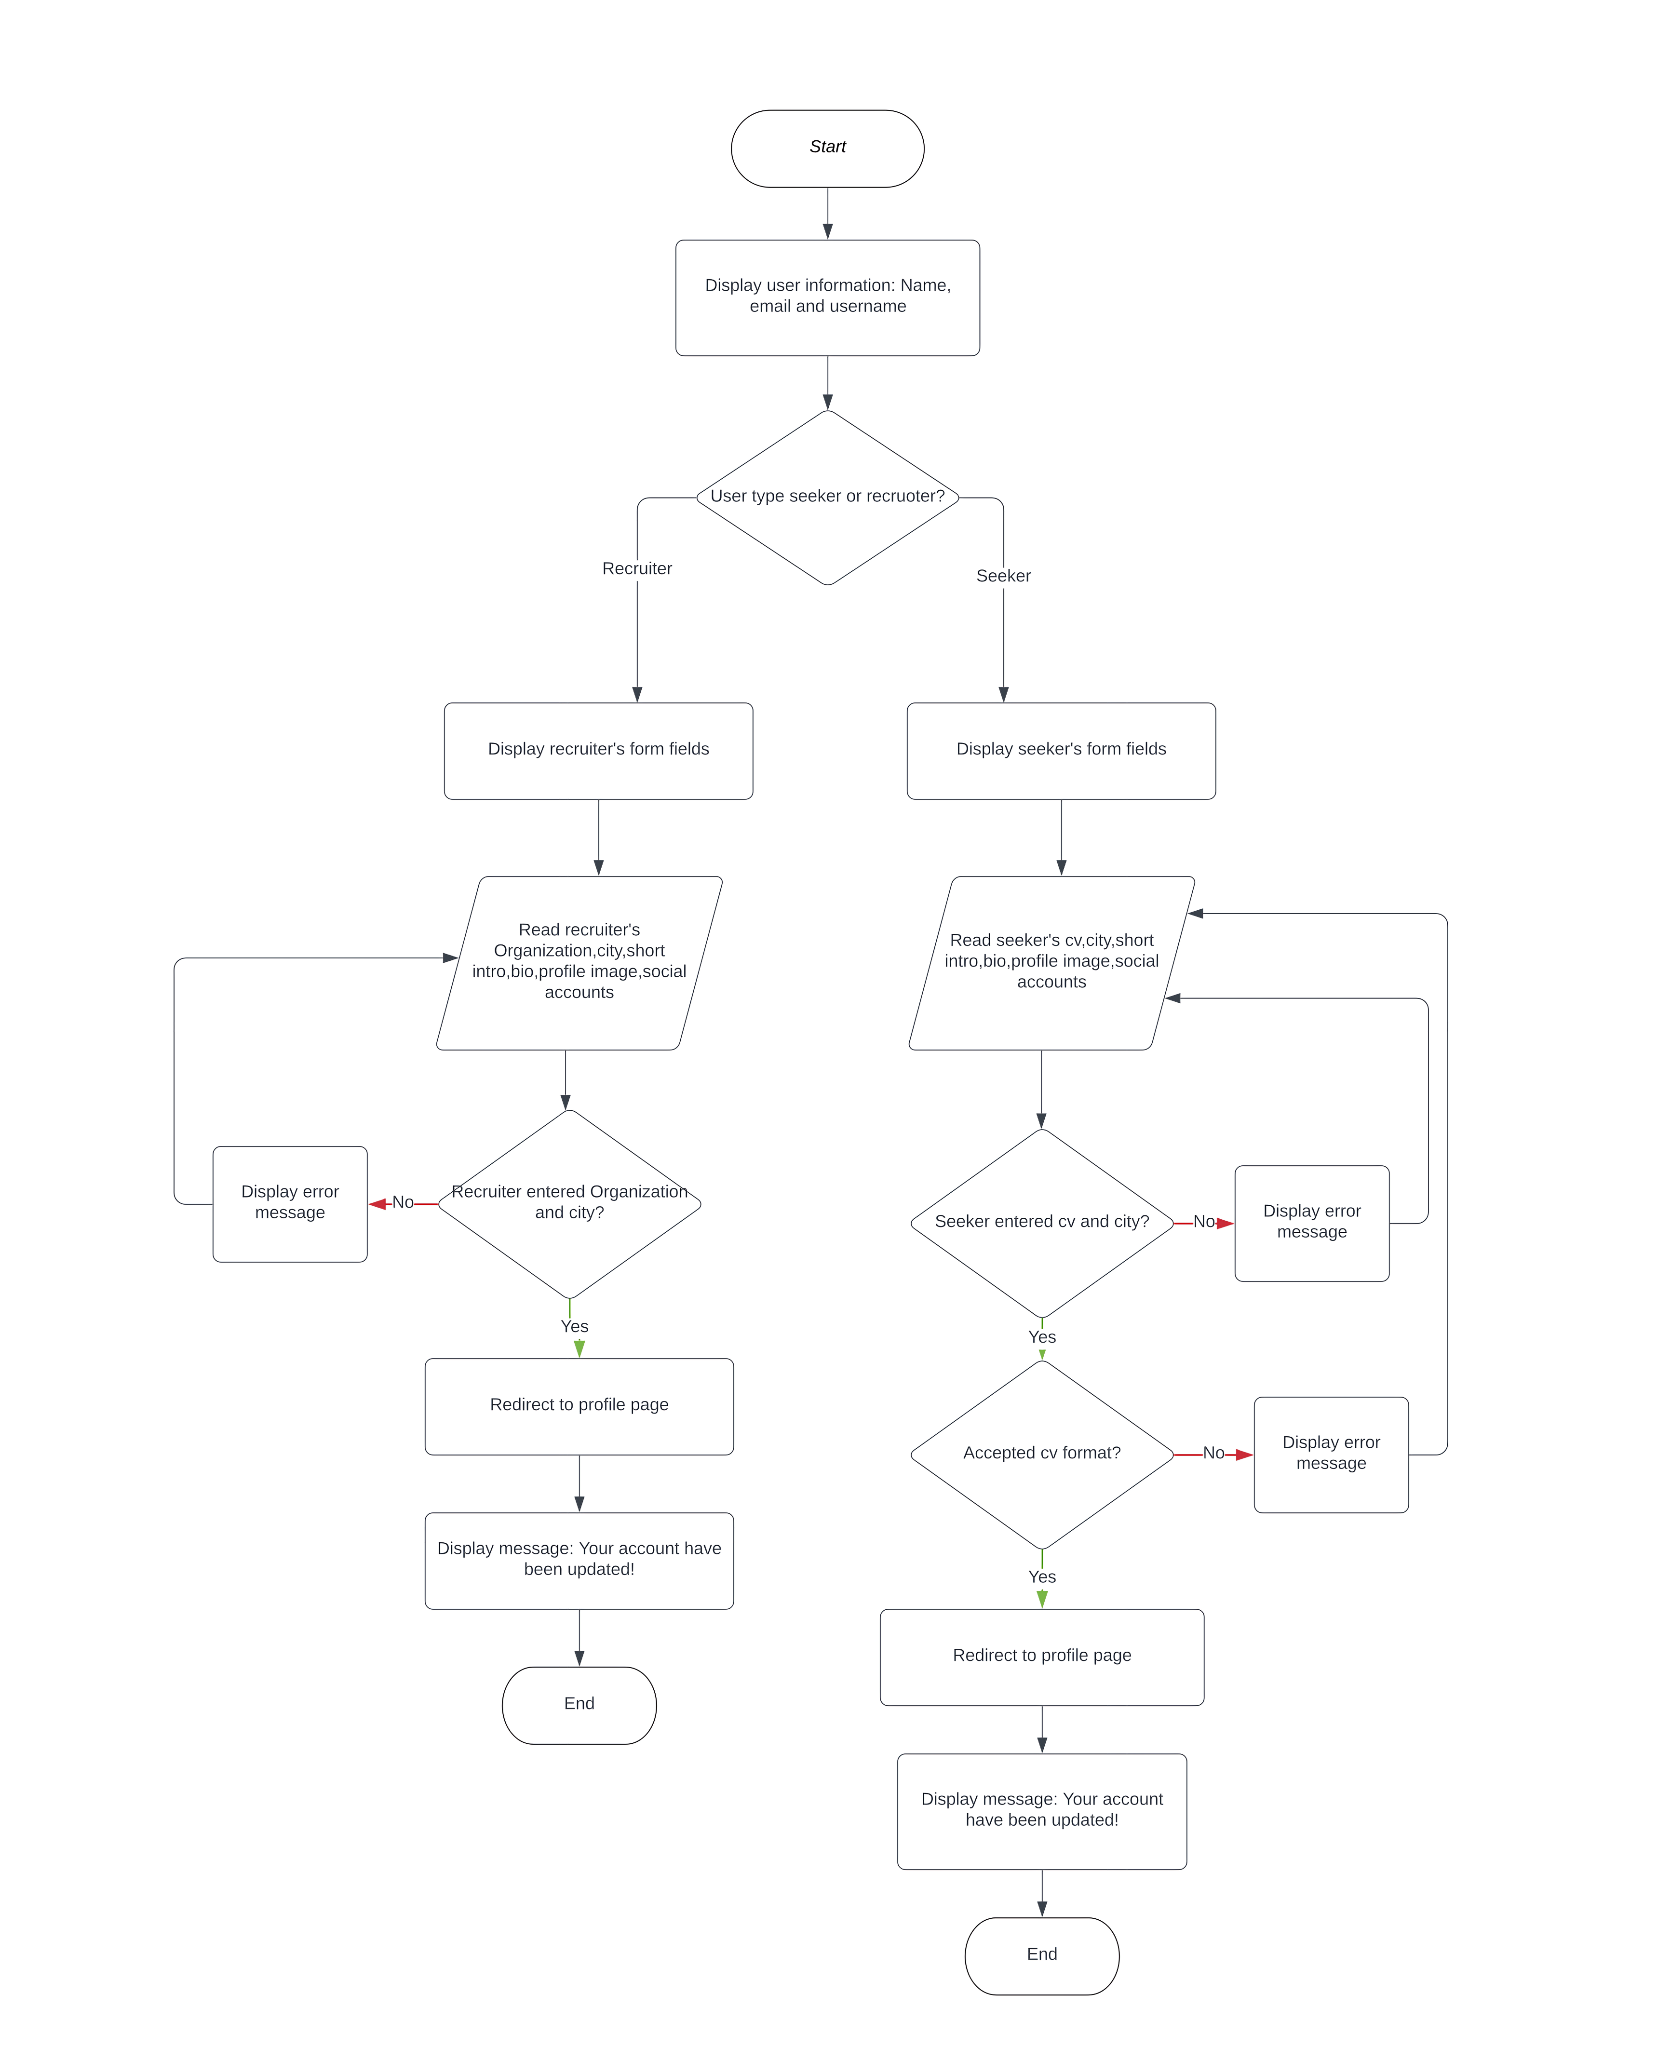 Start
Display user information: Name,
email and username
User type seeker or recruoter?
Recruiter
Seeker
Display recruiter's form fields
Display seeker's form fields
Read recruiter's
Organization,city,short
intro,bio,profile image,social
accounts
Read seeker's cv,city,short
intro,bio,profile image,social
accounts
Display error
message
No
Recruiter entered Organization
and city?
Seeker entered cv and city?
No
Display error
message
Yes
Yes
Redirect to profile page
Accepted cv format?
No
Display error
message
Display message: Your account have
been updated!
Yes
Redirect to profile page
End
Display message: Your account
have been updated!
End